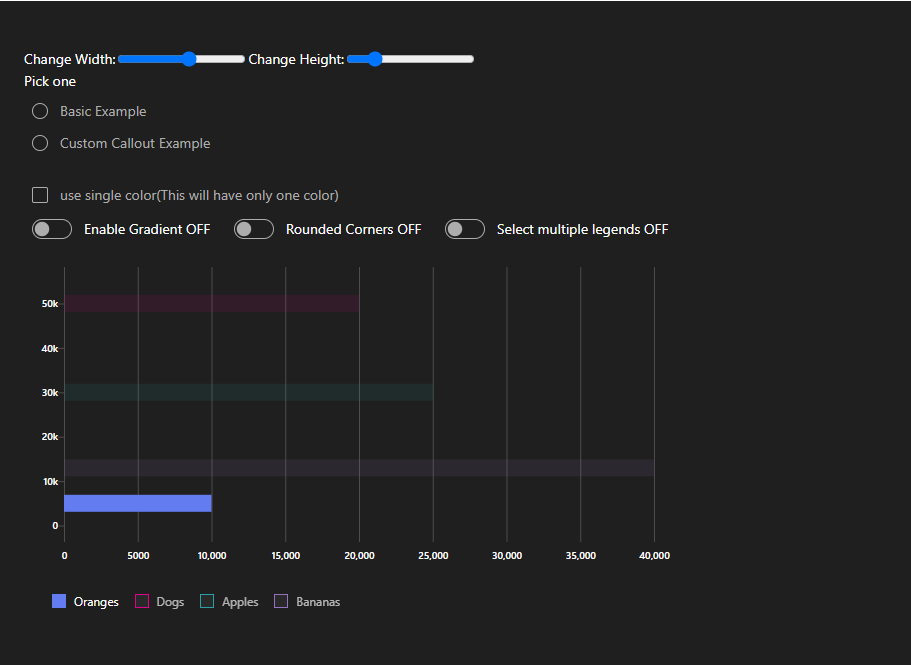 Change Width: Change Height:
Pick one
Basic Example
Custom Callout Example
use single color(This will have only one color)
Enable Gradient OFF Rounded Corners OFF Select multiple legends OFF
50k
40k
30k
20k
10k
0
0 5000 10,000 15,000 20,000 25,000 30,000 35,000 40,000
Oranges Dogs Apples Bananas